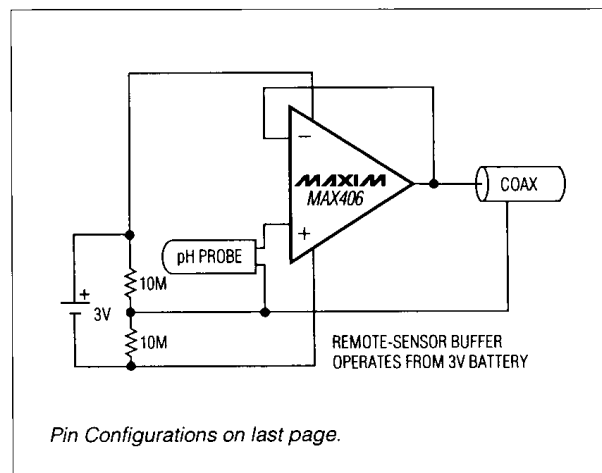 −
MAXIM
MAX406
+
COAX
pH PROBE
+
3V
10M
10M
REMOTE-SENSOR BUFFER
OPERATES FROM 3V BATTERY
Pin Configurations on last page.